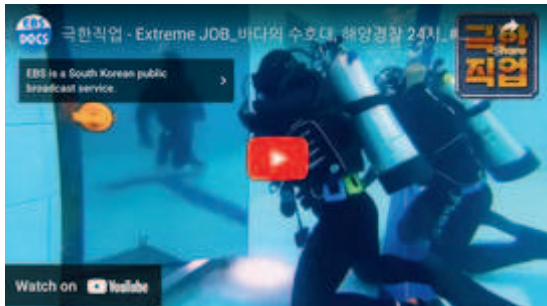 EBS
DOCS
극한직업 - Extreme JOB_바다의 수호대, 해양경찰 24시_#
극한
직업
Share
EBS is a South Korean public
broadcast service.
Watch on YouTube